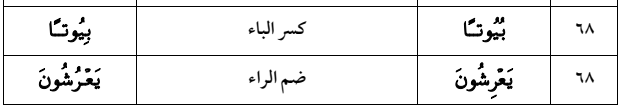 ٦٨ بُيُوتًا كسر الباء بِيُوتًا
٦٨ يَعْرِشُونَ ضم الراء يَعْرُشُونَ